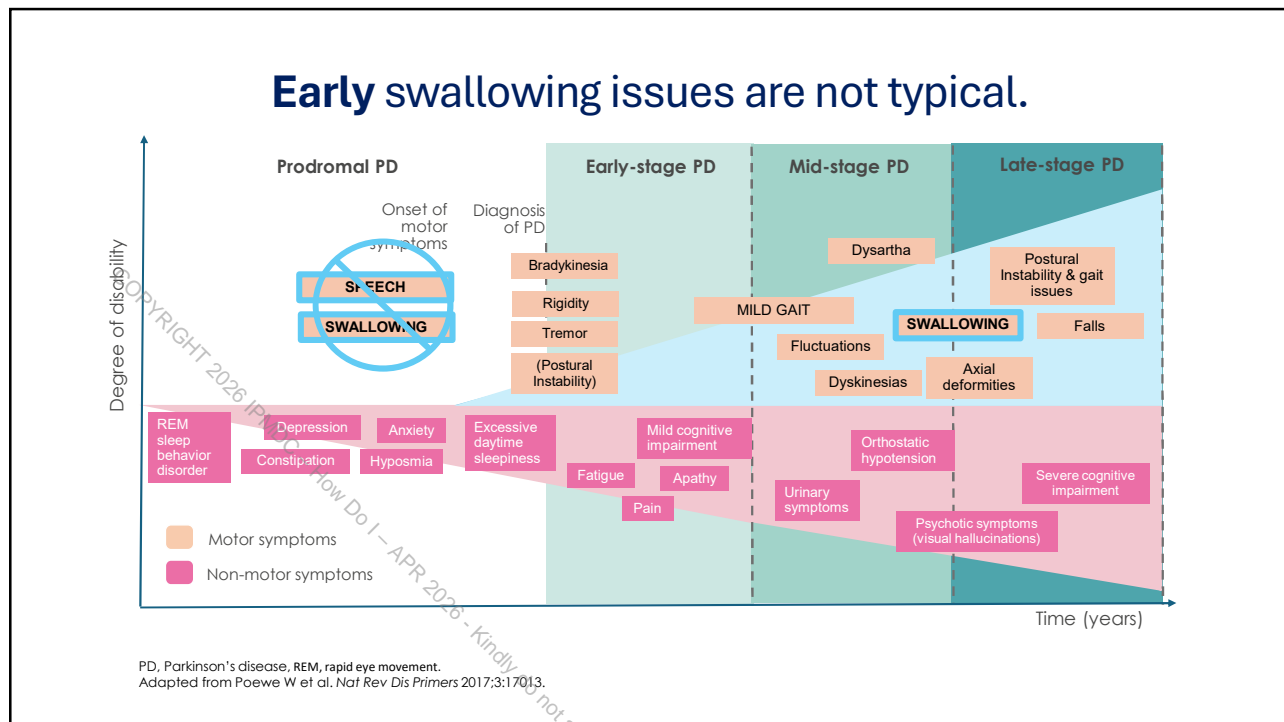 Early swallowing issues are not typical.
Prodromal PD
Early-stage PD
Mid-stage PD
Late-stage PD
Degree of disability
Onset of
motor
symptoms
Diagnosis
of PD
SPEECH
SWALLOWING
Bradykinesia
Rigidity
Tremor
(Postural
Instability)
MILD GAIT
Dysartha
Fluctuations
Dyskinesias
SWALLOWING
Axial
deformities
Postural
Instability & gait
issues
Falls
REM
sleep
behavior
disorder
Depression
Constipation
Anxiety
Hyposmia
Excessive
daytime
sleepiness
Fatigue
Mild cognitive
impairment
Apathy
Pain
Urinary
symptoms
Orthostatic
hypotension
Psychotic symptoms
(visual hallucinations)
Severe cognitive
impairment
Motor symptoms
Non-motor symptoms
Time (years)
PD, Parkinson's disease, REM, rapid eye movement.
Adapted from Poewe W et al. Nat Rev Dis Primers 2017;3:17013.
COPYRIGHT 2026 IPMDC - How Do I – APR 2026 - Kindly do not